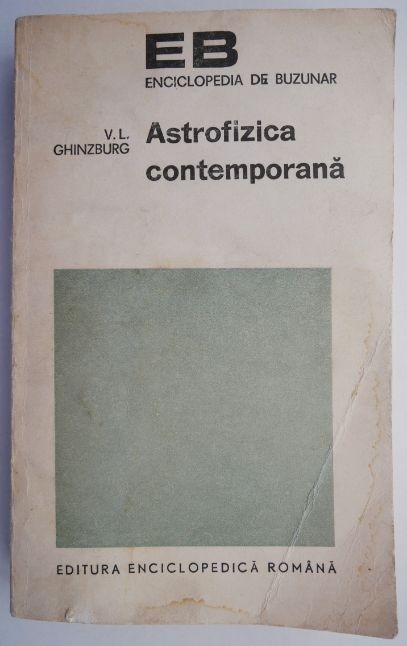 EB
ENCICLOPEDIA DE BUZUNAR
V. L.
GHINZBURG
Astrofizica
contemporană
EDITURA ENCICLOPEDICĂ ROMÂNĂ